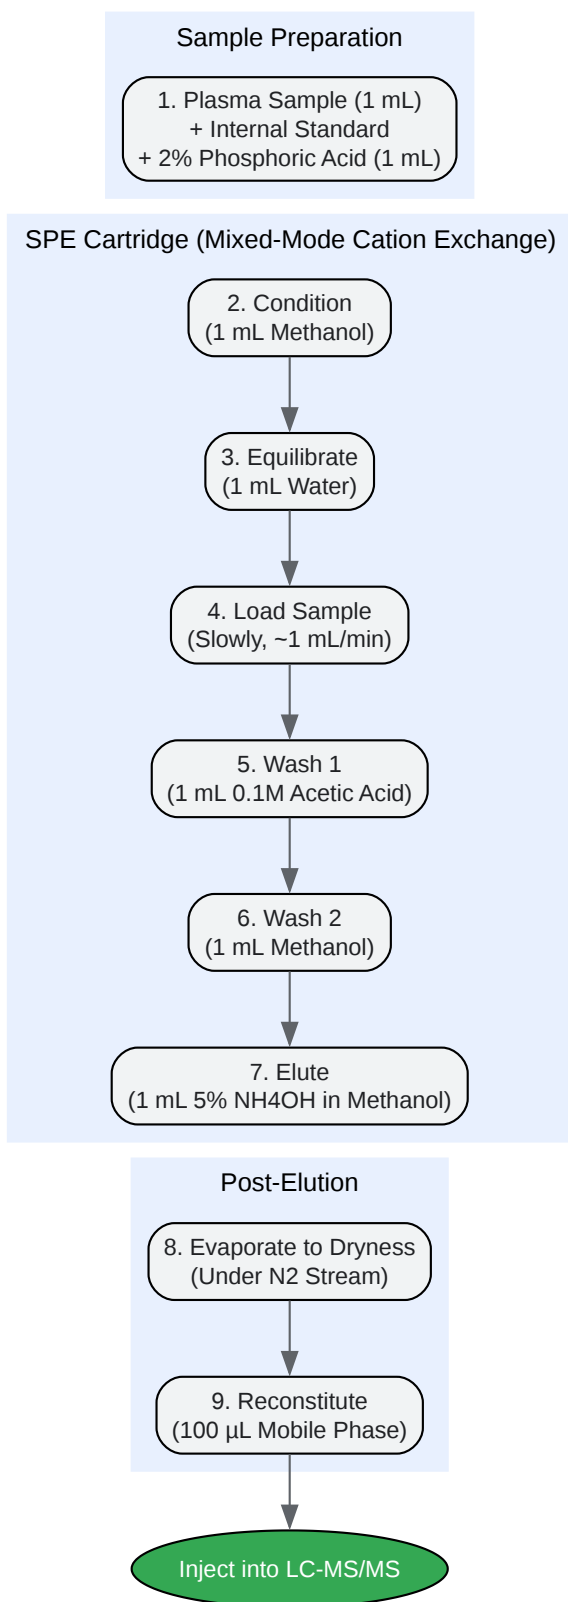 Sample Preparation
1. Plasma Sample (1 mL)
+ Internal Standard
+ 2% Phosphoric Acid (1 mL)
SPE Cartridge (Mixed-Mode Cation Exchange)
2. Condition
(1 mL Methanol)
3. Equilibrate
(1 mL Water)
4. Load Sample
(Slowly, ~1 mL/min)
5. Wash 1
(1 mL 0.1M Acetic Acid)
6. Wash 2
(1 mL Methanol)
7. Elute
(1 mL 5% NH4OH in Methanol)
Post-Elution
8. Evaporate to Dryness
(Under N2 Stream)
9. Reconstitute
(100 µL Mobile Phase)
Inject into LC-MS/MS